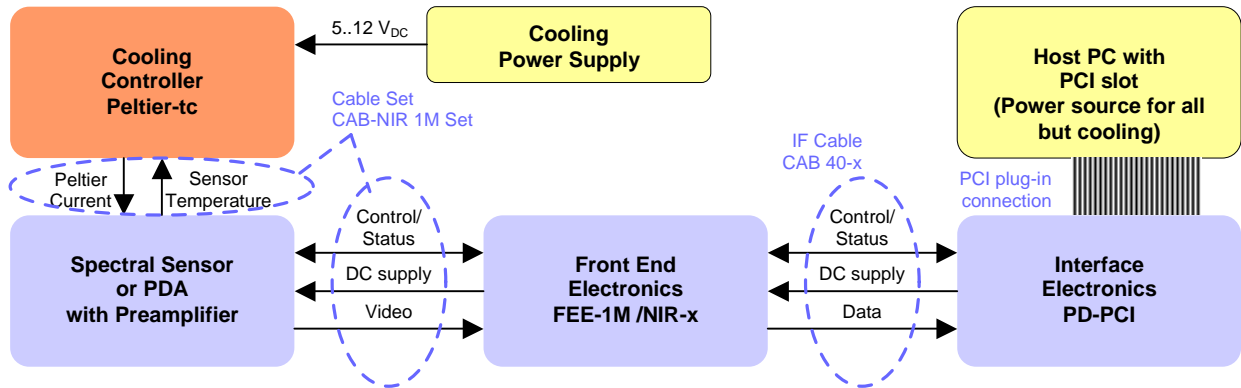 Cooling
Controller
Peltier-tc
5..12 VDC
Cooling
Power Supply
Host PC with
PCI slot
(Power source for all
but cooling)
Cable Set
CAB-NIR 1M Set
IF Cable
CAB 40-x
PCI plug-in
connection
Peltier
Current
Sensor
Temperature
Spectral Sensor
or PDA
with Preamplifier
Control/
Status
DC supply
Video
Front End
Electronics
FEE-1M /NIR-x
Control/
Status
DC supply
Data
Interface
Electronics
PD-PCI